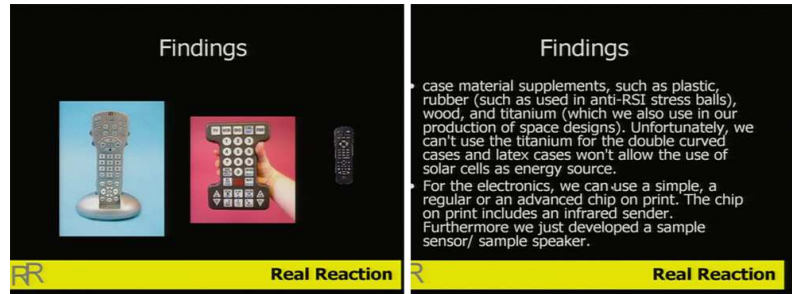 Findings
RR
Real Reaction
Findings
case material supplements, such as plastic,
rubber (such as used in anti-RSI stress balls),
wood, and titanium (which we also use in our
production of space designs). Unfortunately, we
can't use the titanium for the double curved
cases and latex cases won't allow the use of
solar cells as energy source.
For the electronics, we can use a simple, a
regular or an advanced chip on print. The chip
on print includes an infrared sender.
Furthermore we just developed a sample
sensor/ sample speaker.
R
Real Reaction